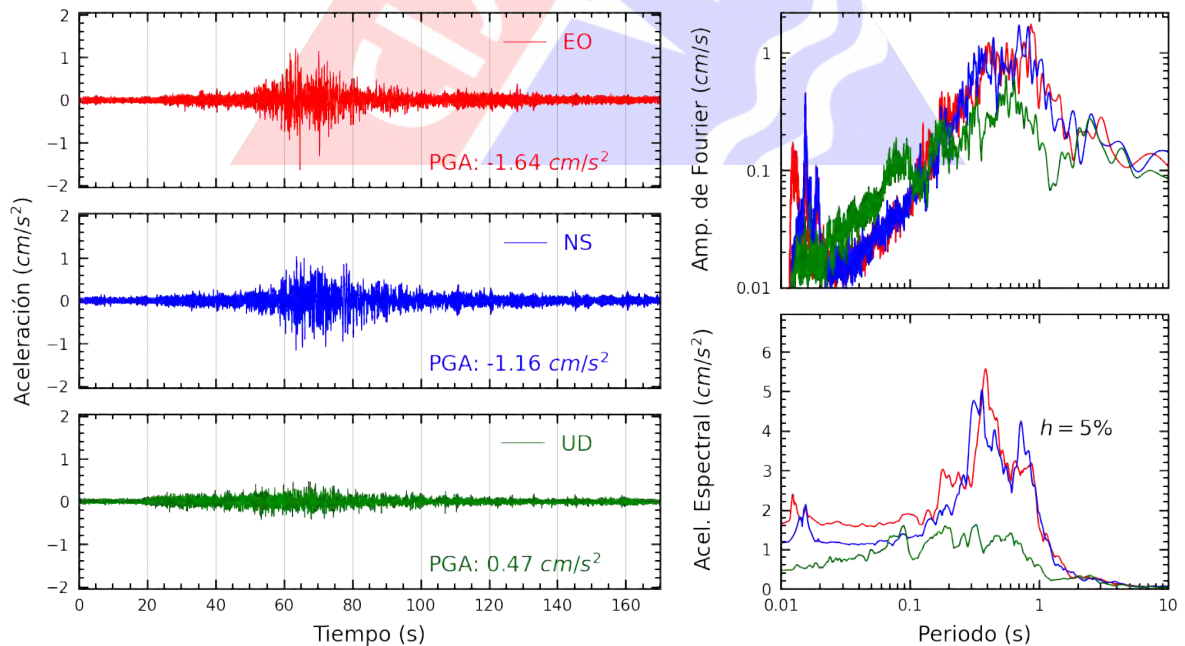 Aceleración (cm/s²)
2
1
0
−1
−2
EO
PGA: -1.64 cm/s²
2
1
0
−1
−2
NS
PGA: -1.16 cm/s²
2
1
0
−1
−2
UD
PGA: 0.47 cm/s²
0 20 40 60 80 100 120 140 160
Tiempo (s)
Amp. de Fourier (cm/s)
1
0.1
0.01
Acel. Espectral (cm/s²)
6
5
4
3
2
1
0
h = 5%
0.01 0.1 1 10
Periodo (s)